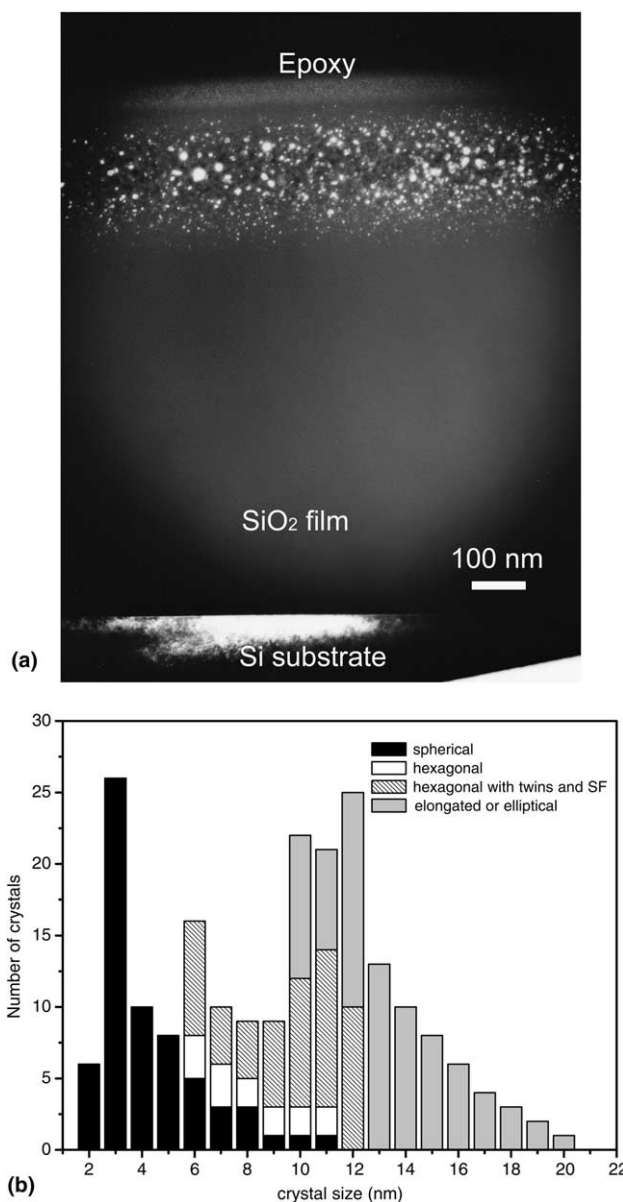 Epoxy
SiO₂ film
100 nm
Si substrate
(a)
30
25
20
15
10
5
0
Number of crystals
spherical
hexagonal
hexagonal with twins and SF
elongated or elliptical
2 4 6 8 10 12 14 16 18 20 22
crystal size (nm)
(b)